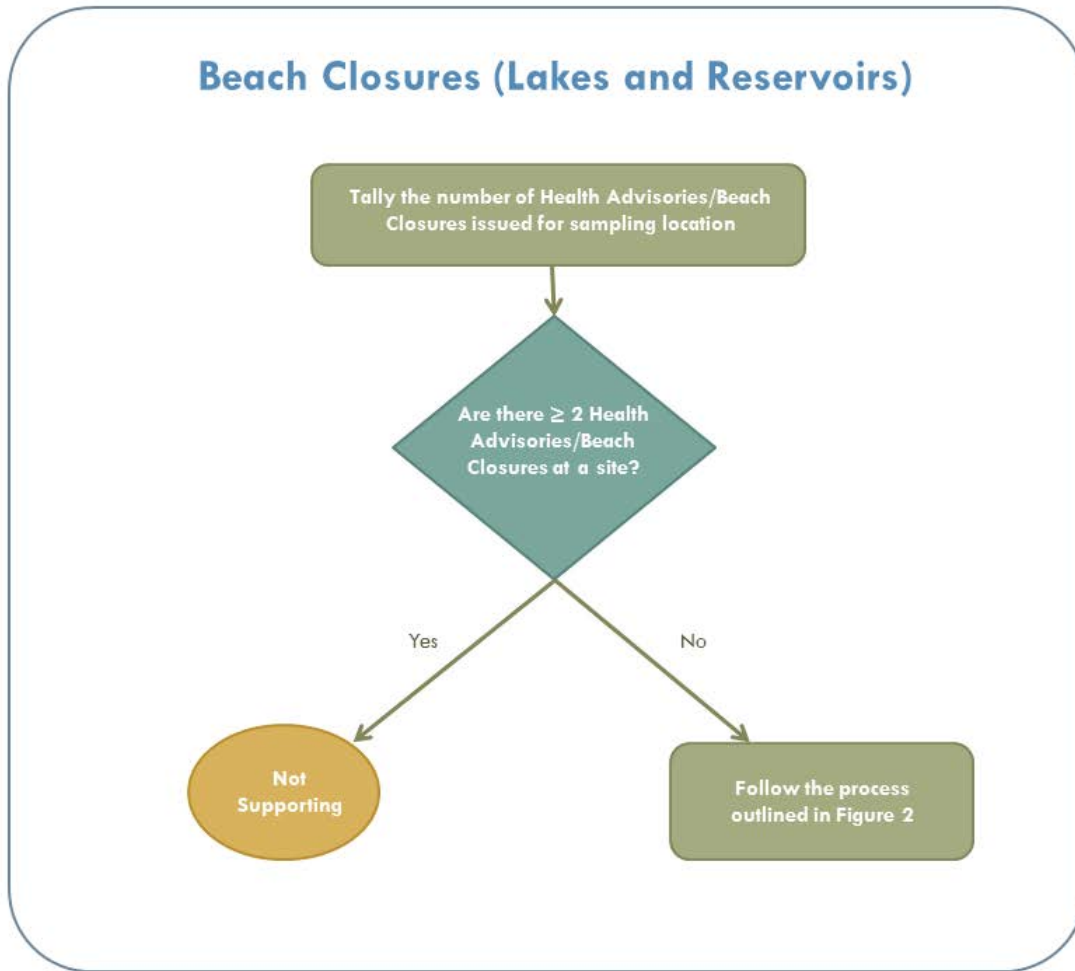 Beach Closures (Lakes and Reservoirs)
Tally the number of Health Advisories/Beach
Closures issued for sampling location
Are there ≥ 2 Health
Advisories/Beach
Closures at a site?
Yes
No
Not
Supporting
Follow the process
outlined in Figure 2